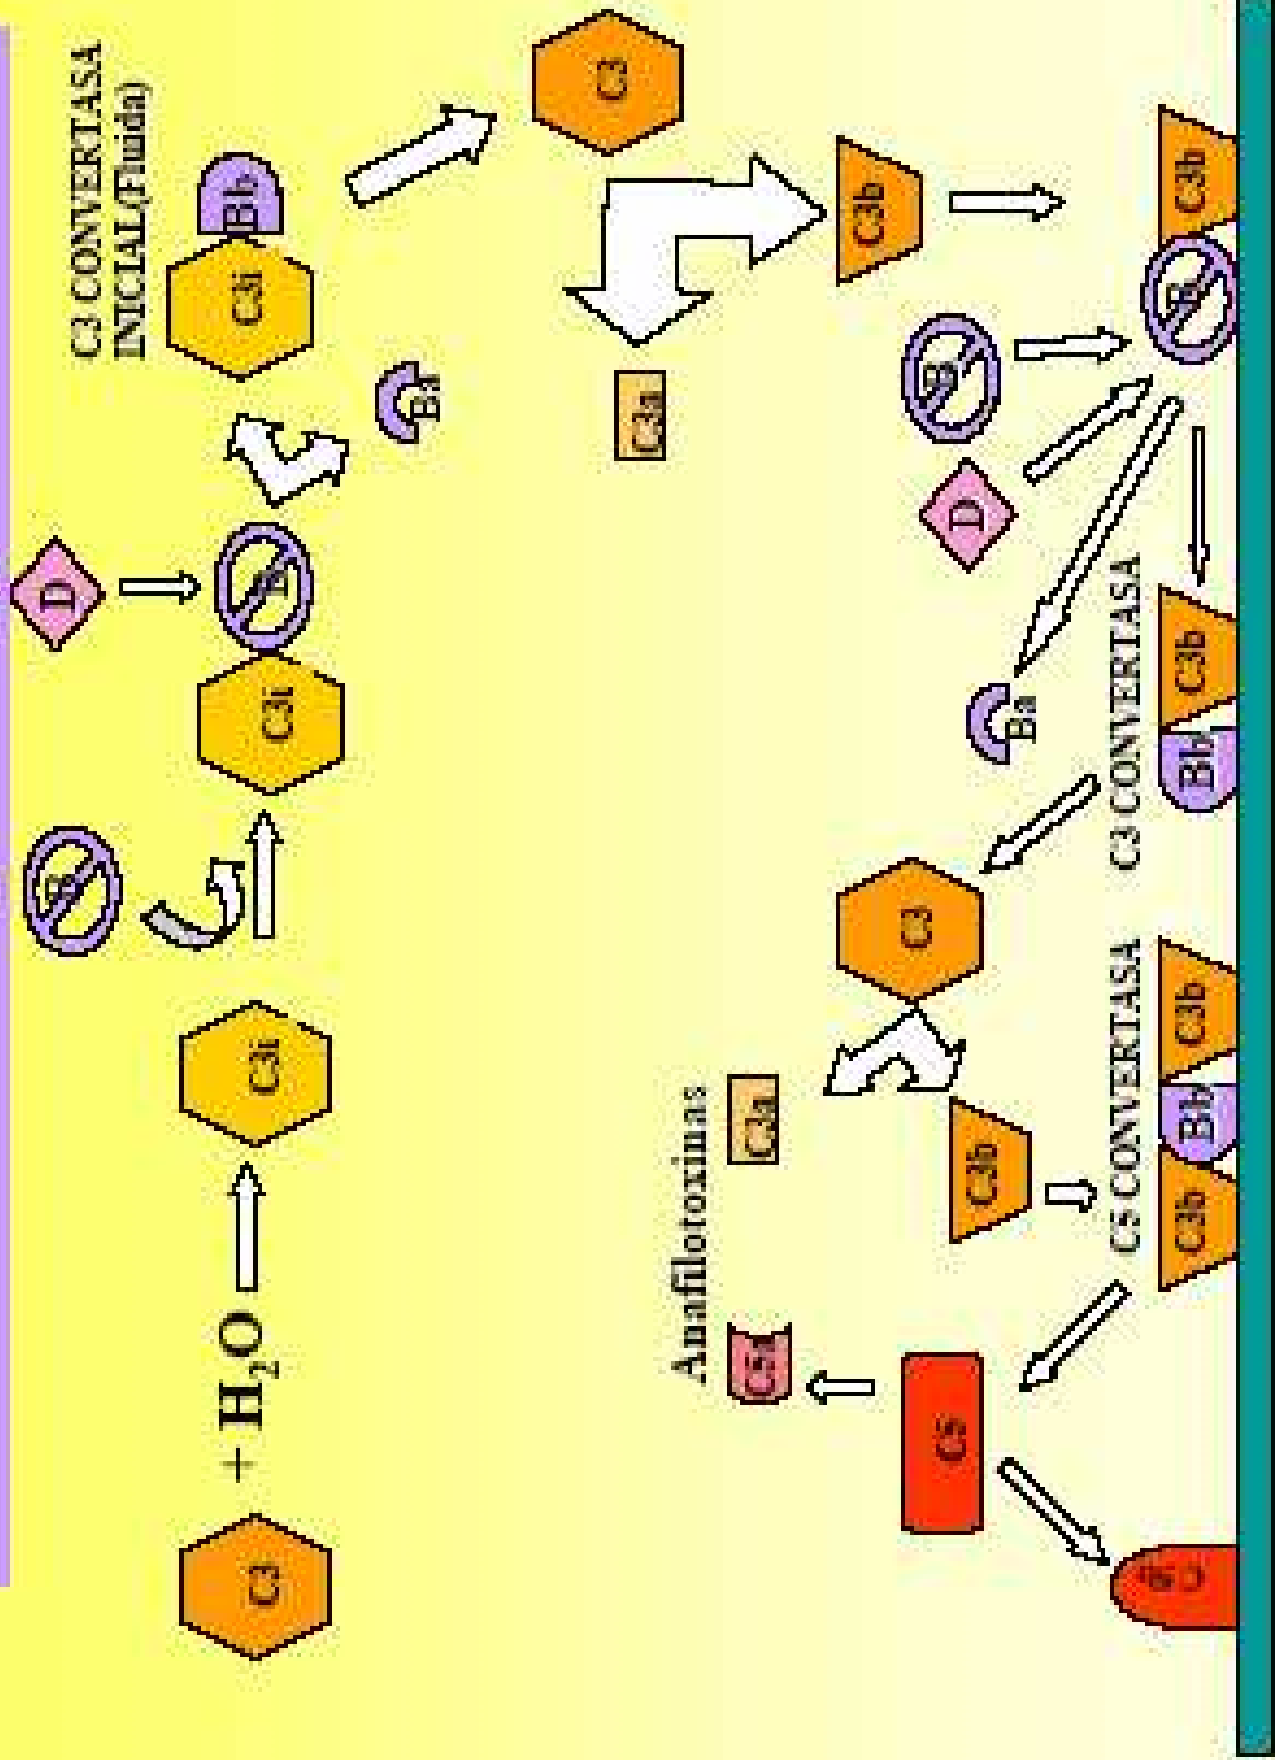 C3 CONVERTASA
INICIAL(Fluida)
D
B
C3
+ H₂O
C3i
C3i
B
C3i
Bb
Ba
C3
C3a
C3b
Anafilotoxinas
C5a
C3a
C3
C5
C3b
Ba
D
B
C5 CONVERTASA
C3 CONVERTASA
C3b
Bb
C3b
Bb
C3b
B
C3b